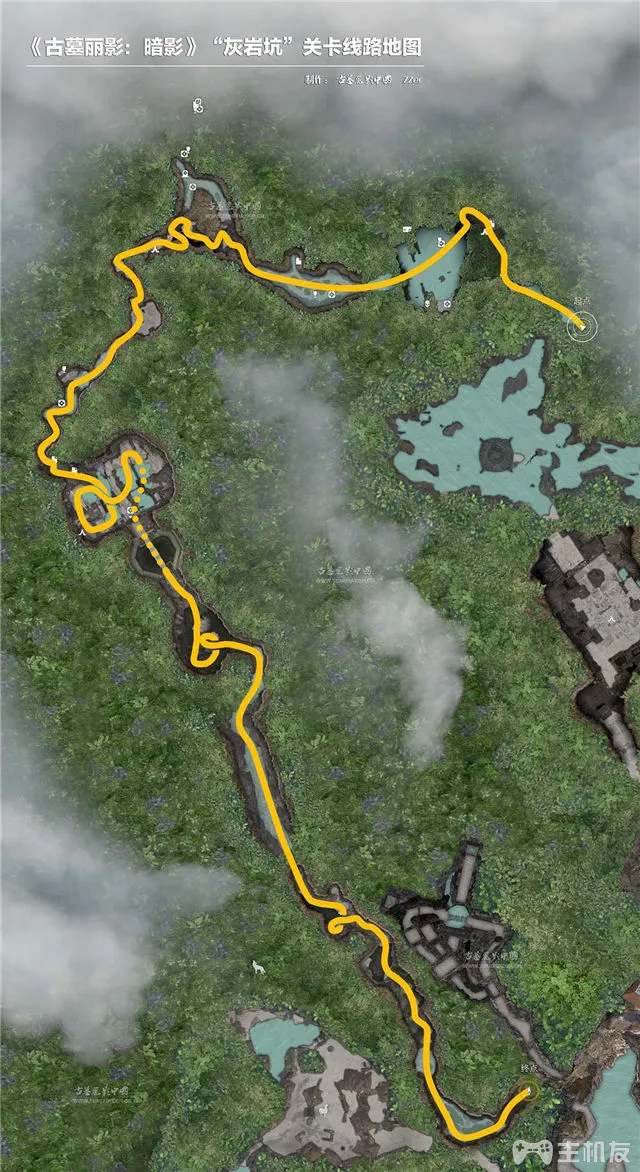 《古墓丽影：暗影》“灰岩坑”关卡线路地图
制作： 古墓丽影中国
起点
古墓丽影中国
古墓丽影中国
古墓丽影中国
终点
古墓丽影中国
主机友